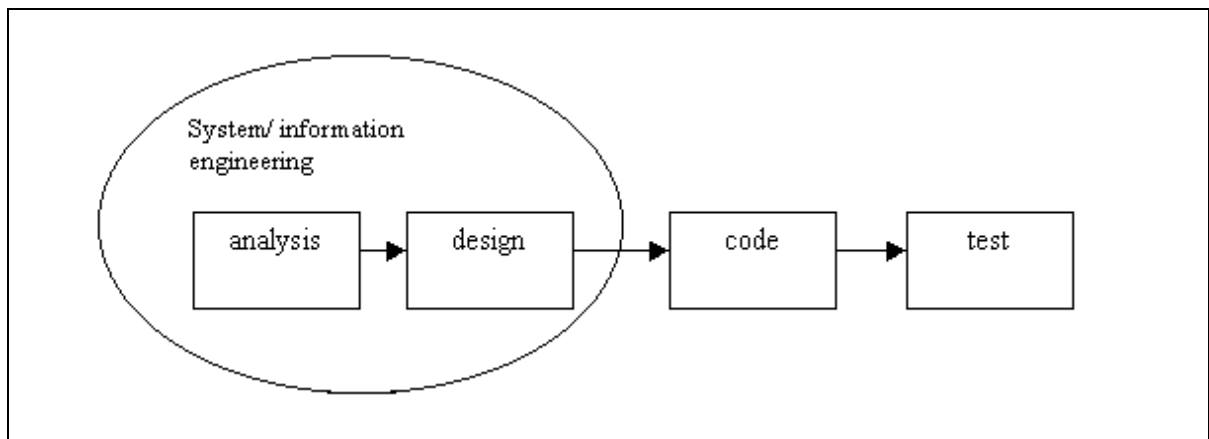 System/ information
engineering
analysis
design
code
test